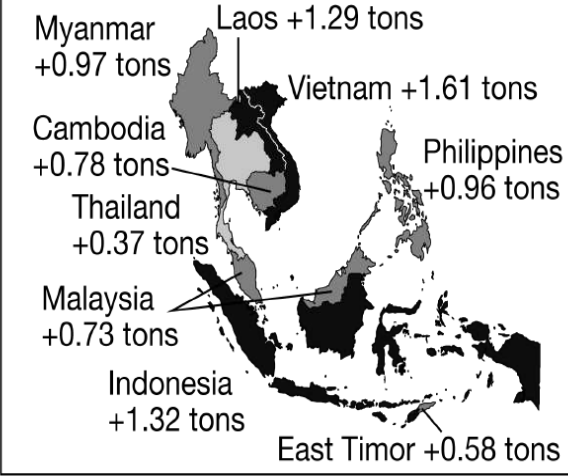 Laos +1.29 tons
Myanmar
+0.97 tons
Vietnam +1.61 tons
Cambodia
+0.78 tons
Philippines
+0.96 tons
Thailand
+0.37 tons
Malaysia
+0.73 tons
Indonesia
+1.32 tons
East Timor +0.58 tons